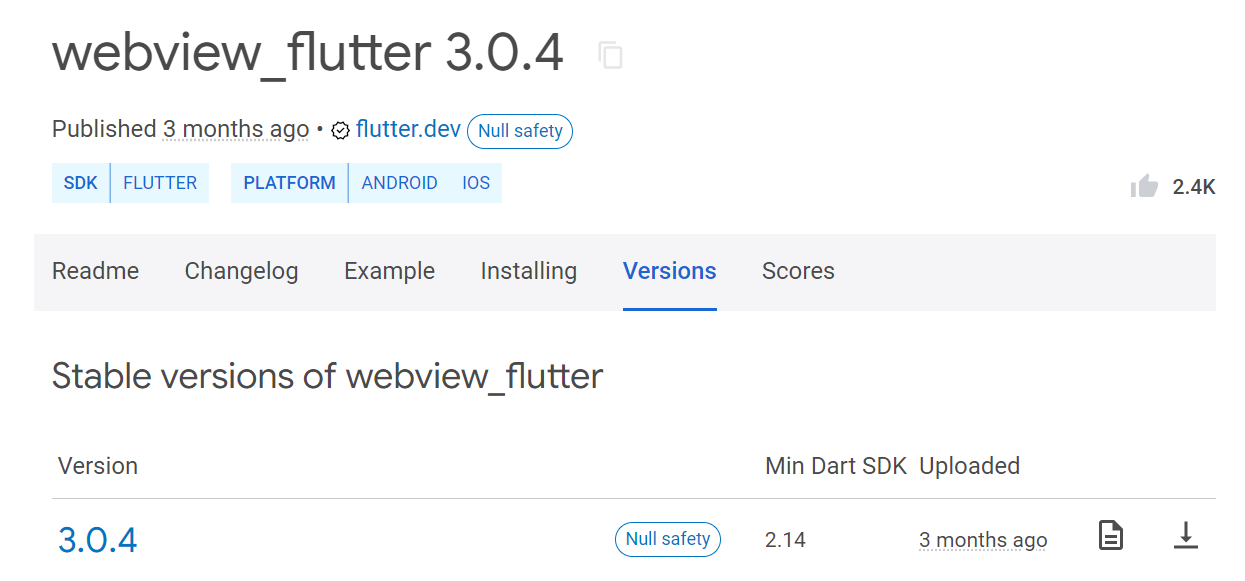 webview_flutter 3.0.4
Published 3 months ago • flutter.dev Null safety
SDK FLUTTER PLATFORM ANDROID IOS
2.4K
Readme Changelog Example Installing Versions Scores
Stable versions of webview_flutter
Version Min Dart SDK Uploaded
3.0.4 Null safety 2.14 3 months ago